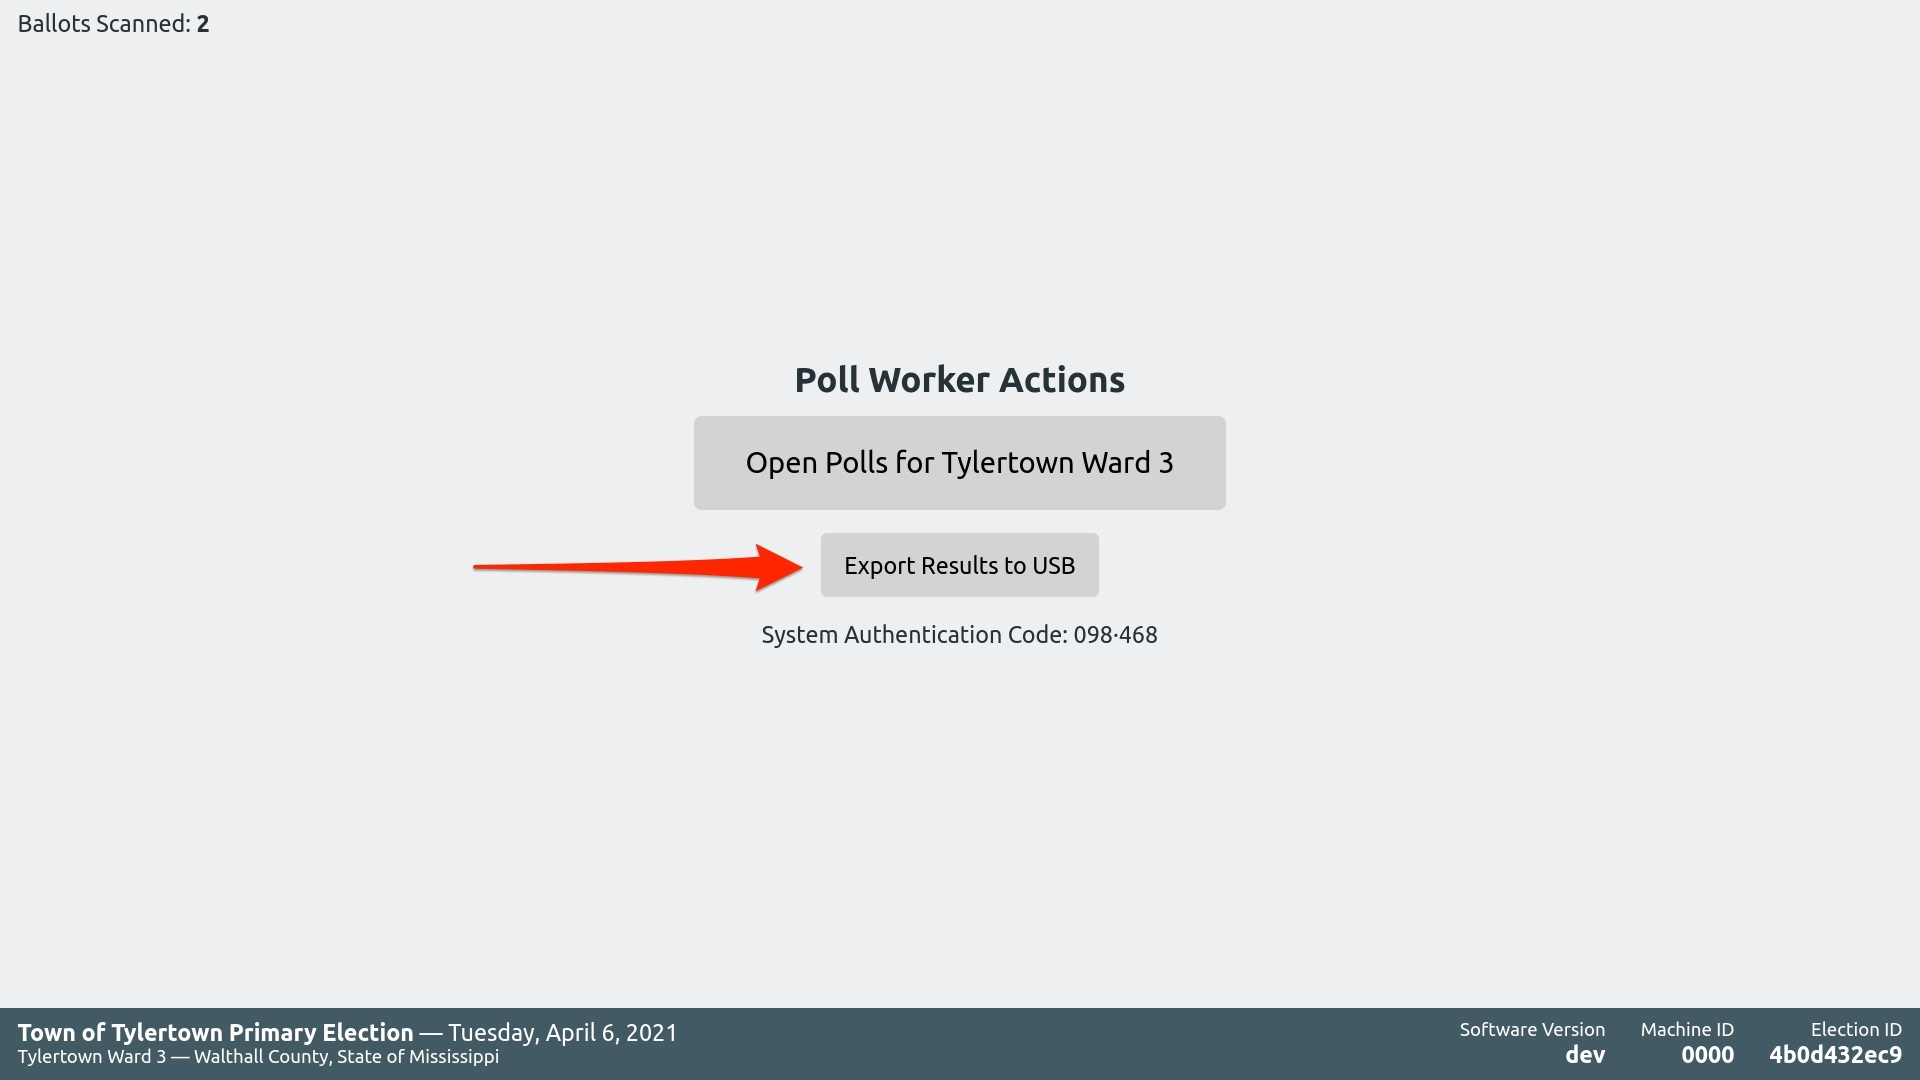 Ballots Scanned: 2
Poll Worker Actions
Open Polls for Tylertown Ward 3
Export Results to USB
System Authentication Code: 098·468
Town of Tylertown Primary Election — Tuesday, April 6, 2021
Tylertown Ward 3 — Walthall County, State of Mississippi
Software Version
dev
Machine ID
0000
Election ID
4b0d432ec9